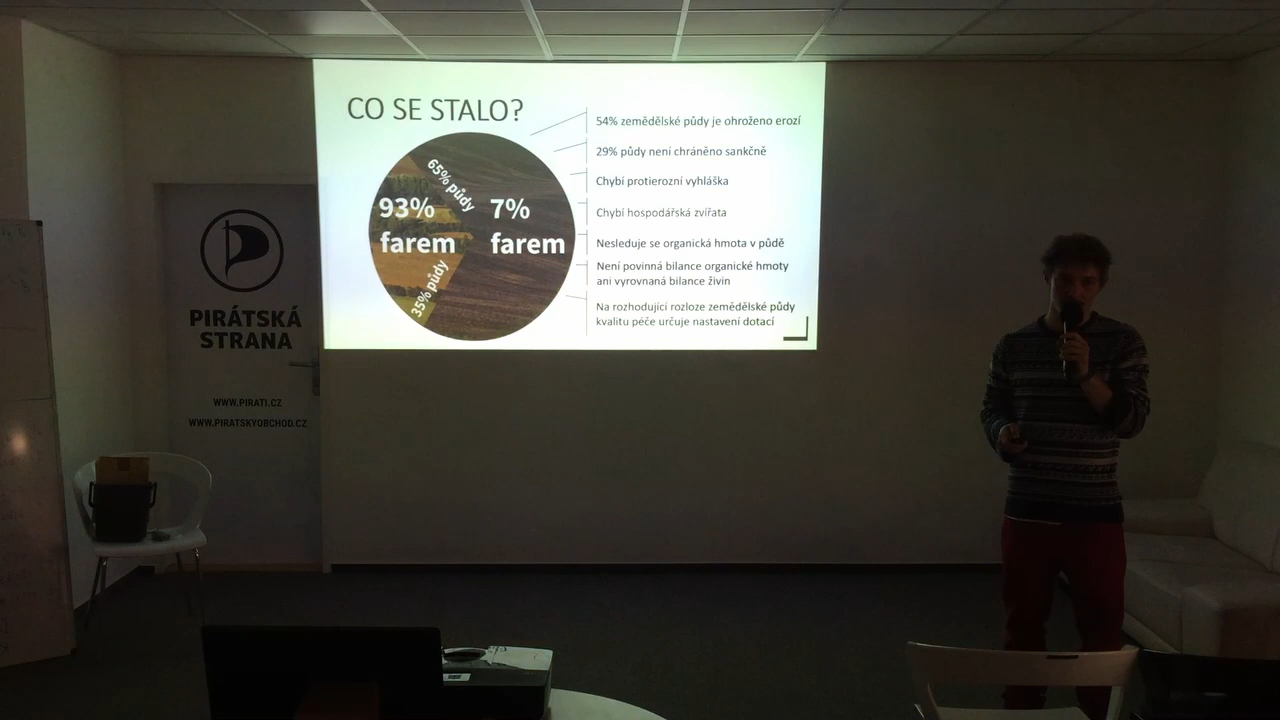 CO SE STALO?
93%
farem
65% půdy
7%
farem
35% půdy
54% zemědělské půdy je ohroženo erozí
29% půdy není chráněno sankčně
Chybí protierozní vyhláška
Chybí hospodářská zvířata
Nesleduje se organická hmota v půdě
Není povinná bilance organické hmoty
ani vyrovnaná bilance živin
Na rozhodující rozloze zemědělské půdy
kvalitu péče určuje nastavení dotací
PIRÁTSKÁ
STRANA
WWW.PIRATI.CZ
WWW.PIRATSKYOBCHOD.CZ